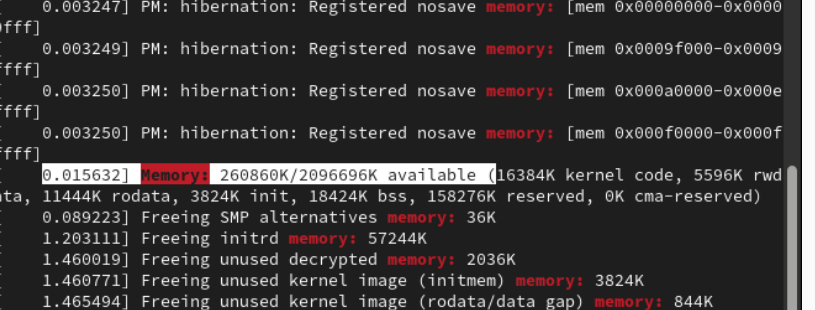 0.003247] PM: hibernation: Registered nosave memory: [mem 0x00000000-0x0000
0fff]
0.003249] PM: hibernation: Registered nosave memory: [mem 0x0009f000-0x0009
ffff]
0.003250] PM: hibernation: Registered nosave memory: [mem 0x000a0000-0x000e
ffff]
0.003250] PM: hibernation: Registered nosave memory: [mem 0x000f0000-0x000f
ffff]
0.015632] Memory: 260860K/2096696K available (16384K kernel code, 5596K rwd
ata, 11444K rodata, 3824K init, 18424K bss, 158276K reserved, 0K cma-reserved)
0.089223] Freeing SMP alternatives memory: 36K
1.203111] Freeing initrd memory: 57244K
1.460019] Freeing unused decrypted memory: 2036K
1.460771] Freeing unused kernel image (initmem) memory: 3824K
1.465494] Freeing unused kernel image (rodata/data gap) memory: 844K